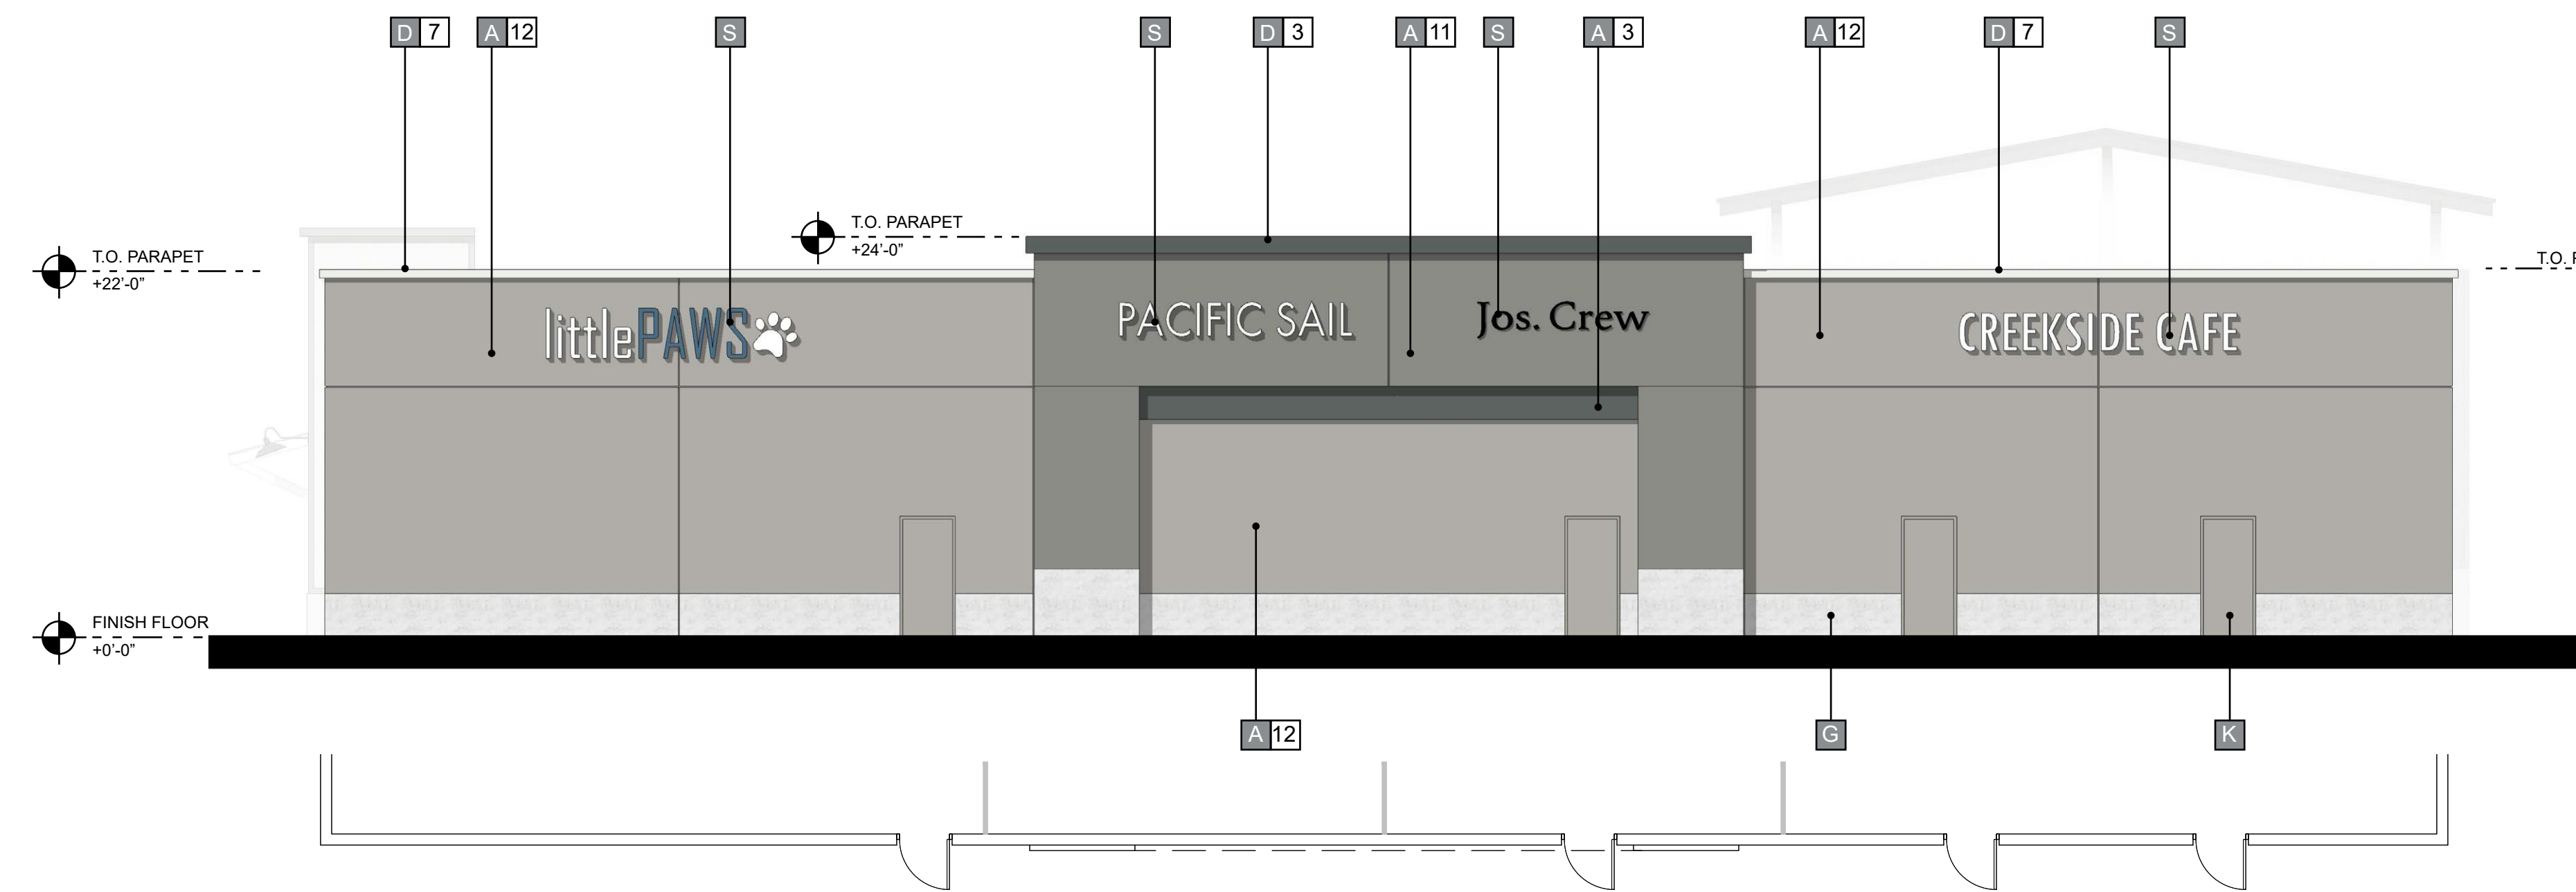 D 7
A 12
S
S
D 3
A 11
S
A 3
A 12
D 7
S
T.O. PARAPET
+24'-0"
T.O. PARAPET
+22'-0"
T.O.
littlePAWS
PACIFIC SAIL
Jos. Crew
CREEKSIDE CAFE
FINISH FLOOR
+0'-0"
A 12
G
K